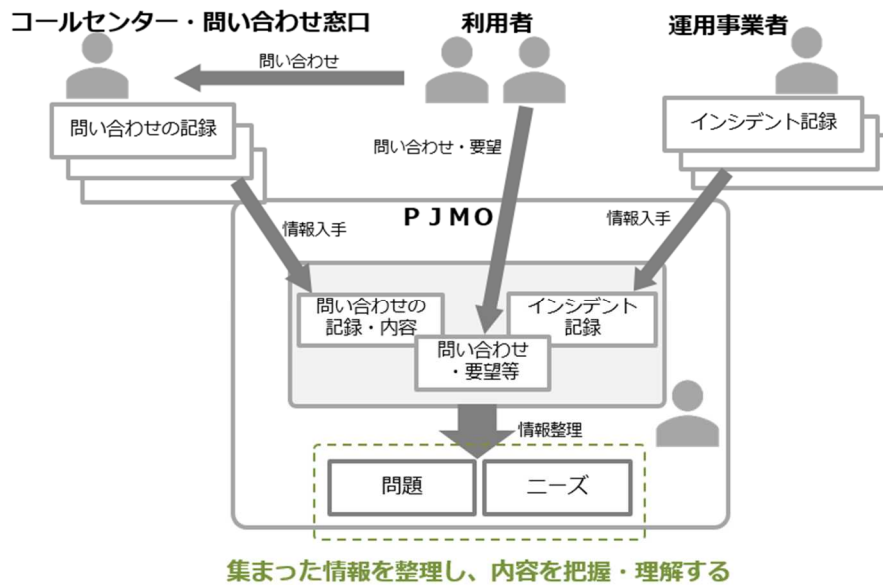 コールセンター・問い合わせ窓口
利用者
運用事業者
問い合わせ
問い合わせの記録
問い合わせ・要望
インシデント記録
情報入手
ＰＪＭＯ
情報入手
問い合わせの
記録・内容
インシデント
記録
問い合わせ
・要望等
情報整理
問題
ニーズ
集まった情報を整理し、内容を把握・理解する